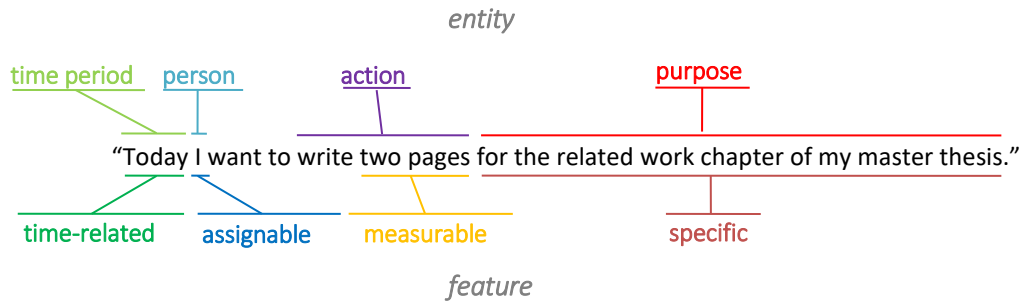 entity
time period person action purpose
“Today I want to write two pages for the related work chapter of my master thesis.”
time-related assignable measurable specific
feature